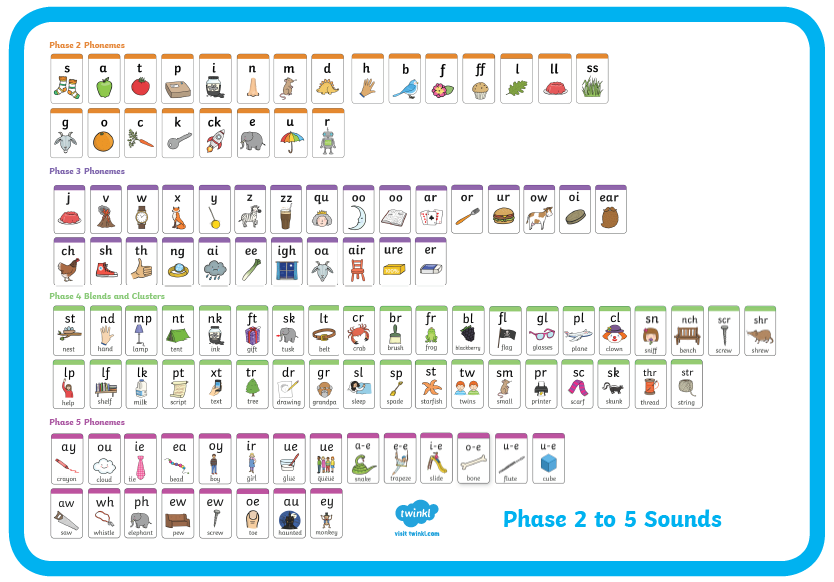 Phase 2 Phonemes
s a t p i n m d h b f ff l ll ss
g o c k ck e u r
Phase 3 Phonemes
j v w x y z zz qu oo oo ar or ur ow oi ear
ch sh th ng ai ee igh oa air ure er
100%
Phase 4 Blends and Clusters
st nd mp nt nk ft sk lt cr br fr bl fl gl pl cl sn nch scr shr
nest hand lamp tent ink gift tusk belt crab brush frog blackberry flag glasses plane clown sniff bench screw shrew
lp lf lk pt xt tr dr gr sl sp st tw sm pr sc sk thr str
help shelf milk script text tree drawing grandpa sleep spade starfish twins small printer scarf skunk thread string
Phase 5 Phonemes
ay ou ie ea oy ir ue ue a-e e-e i-e o-e u-e u-e
crayon cloud tie bead boy girl glue queue snake trapeze slide bone flute cube
aw wh ph ew ew oe au ey
saw whistle elephant pew screw toe haunted monkey
twinkl
visit twinkl.com
Phase 2 to 5 Sounds